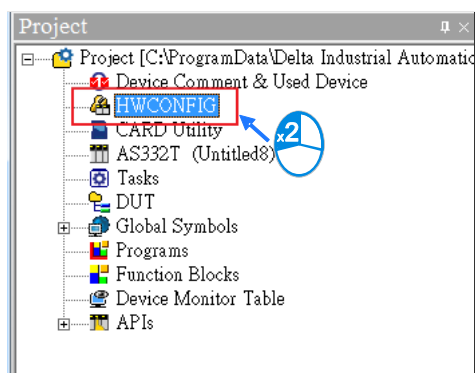 Project
Project [C:\ProgramData\Delta Industrial Automatic
Device Comment & Used Device
HWCONFIG
x2
CARD Utility
AS332T (Untitled8)
Tasks
DUT
Global Symbols
Programs
Function Blocks
Device Monitor Table
APIs